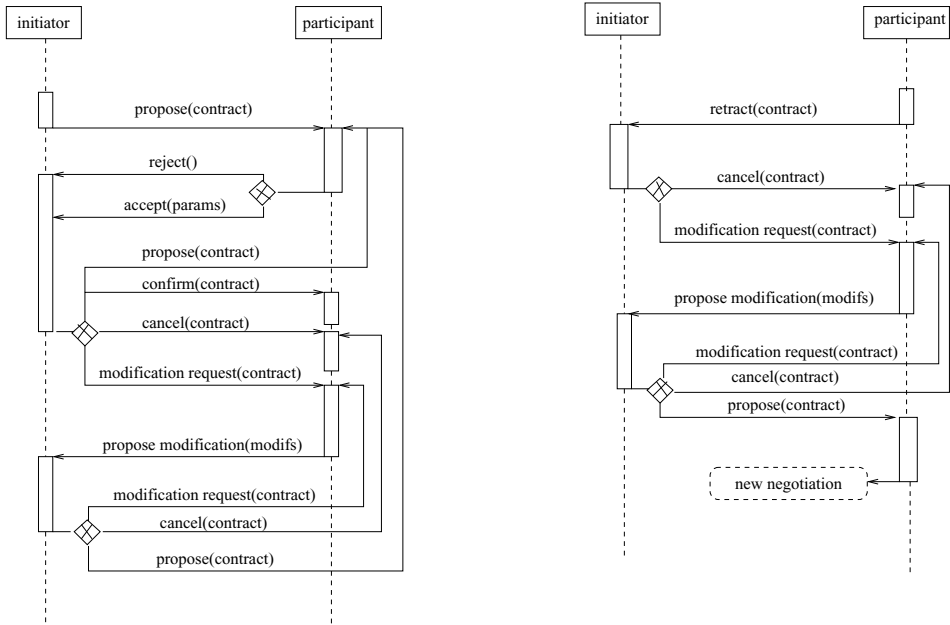 initiator
participant
propose(contract)
reject()
accept(params)
propose(contract)
confirm(contract)
cancel(contract)
modification request(contract)
propose modification(modifs)
modification request(contract)
cancel(contract)
propose(contract)
initiator
participant
retract(contract)
cancel(contract)
modification request(contract)
propose modification(modifs)
modification request(contract)
cancel(contract)
propose(contract)
new negotiation